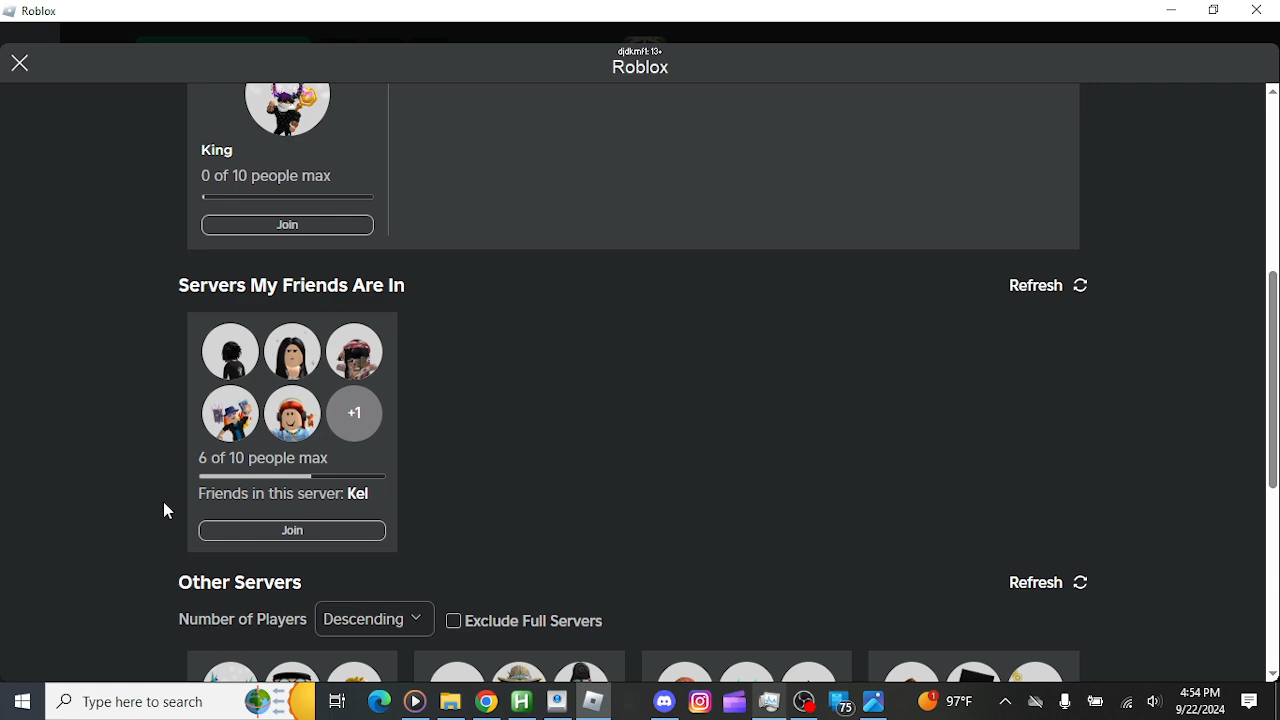 Roblox
djdkmf1: 13+
Roblox
King
0 of 10 people max
Join
Servers My Friends Are In
Refresh
+1
6 of 10 people max
Friends in this server: Kel
Join
Other Servers
Refresh
Number of Players Descending Exclude Full Servers
Type here to search
75
1
97°F
4:54 PM
9/22/2024